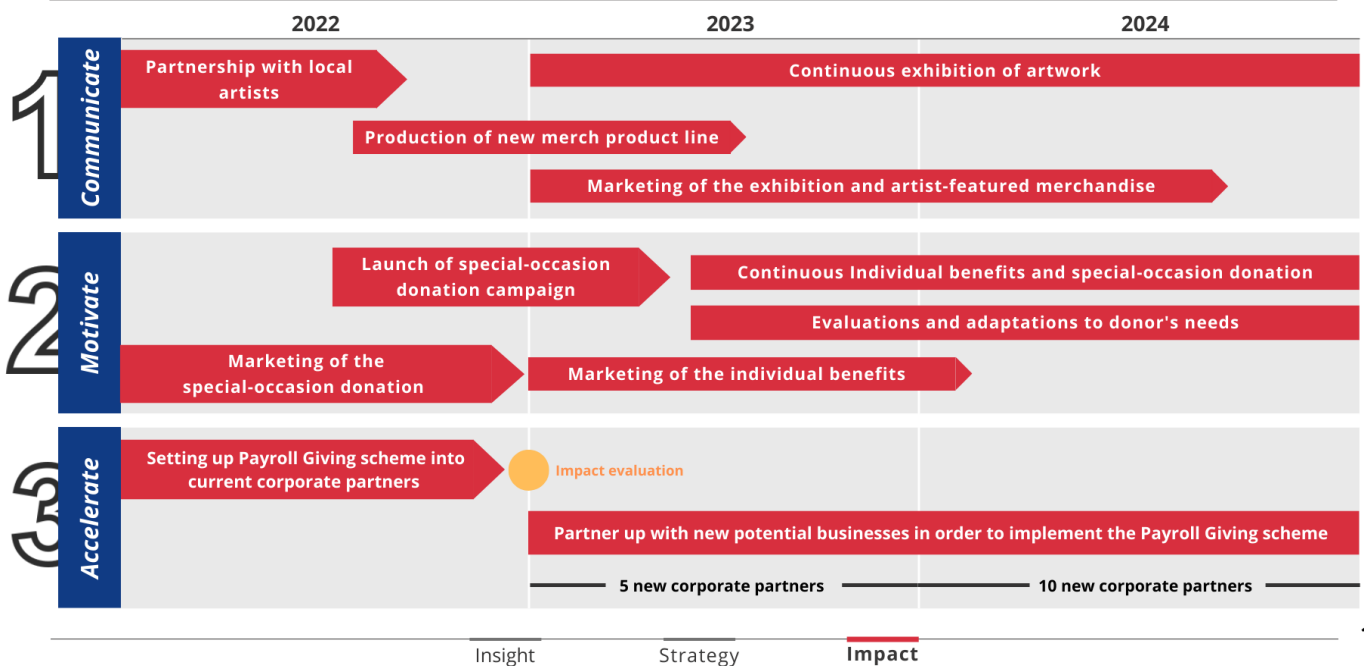 2022
2023
2024
1
Communicate
Partnership with local
artists
Continuous exhibition of artwork
Production of new merch product line
Marketing of the exhibition and artist-featured merchandise
2
Motivate
Launch of special-occasion
donation campaign
Continuous Individual benefits and special-occasion donation
Evaluations and adaptations to donor's needs
Marketing of the
special-occasion donation
Marketing of the individual benefits
3
Accelerate
Setting up Payroll Giving scheme into
current corporate partners
Impact evaluation
Partner up with new potential businesses in order to implement the Payroll Giving scheme
5 new corporate partners
10 new corporate partners
Insight
Strategy
Impact